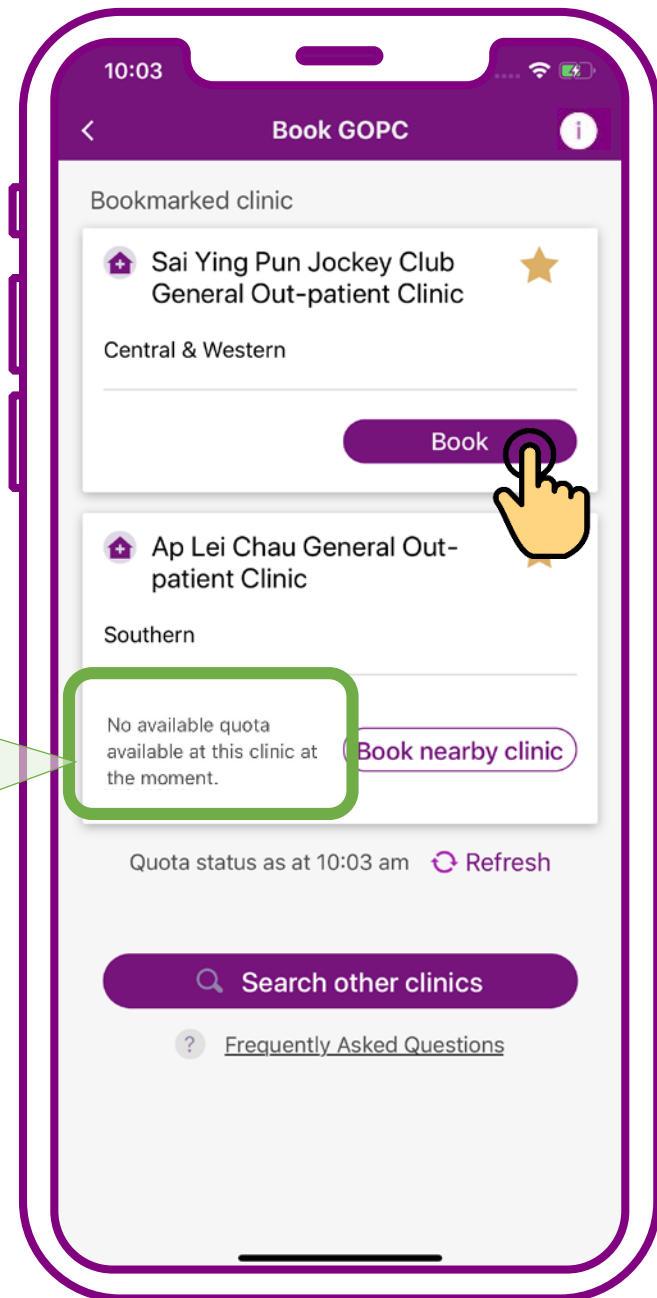 10:03
Book GOPC
i
Bookmarked clinic
Sai Ying Pun Jockey Club
General Out-patient Clinic
Central & Western
Book
Ap Lei Chau General Out-
patient Clinic
Southern
No available quota
available at this clinic at
the moment.
Book nearby clinic
Quota status as at 10:03 am Refresh
Search other clinics
? Frequently Asked Questions